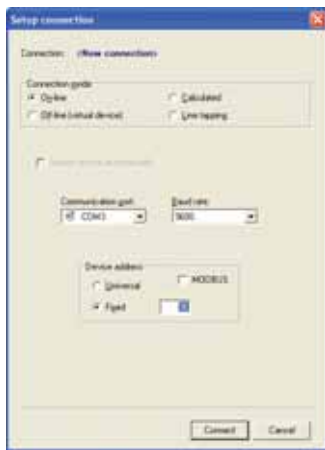 Setup connection
Connection: <New connection>
Connection mode
On-line
Calculated
Off-line (virtual device)
Line tapping
Communication port:
Baud rate:
COM3
9600
Device address
Universal
MODBUS
Fixed
Connect
Cancel